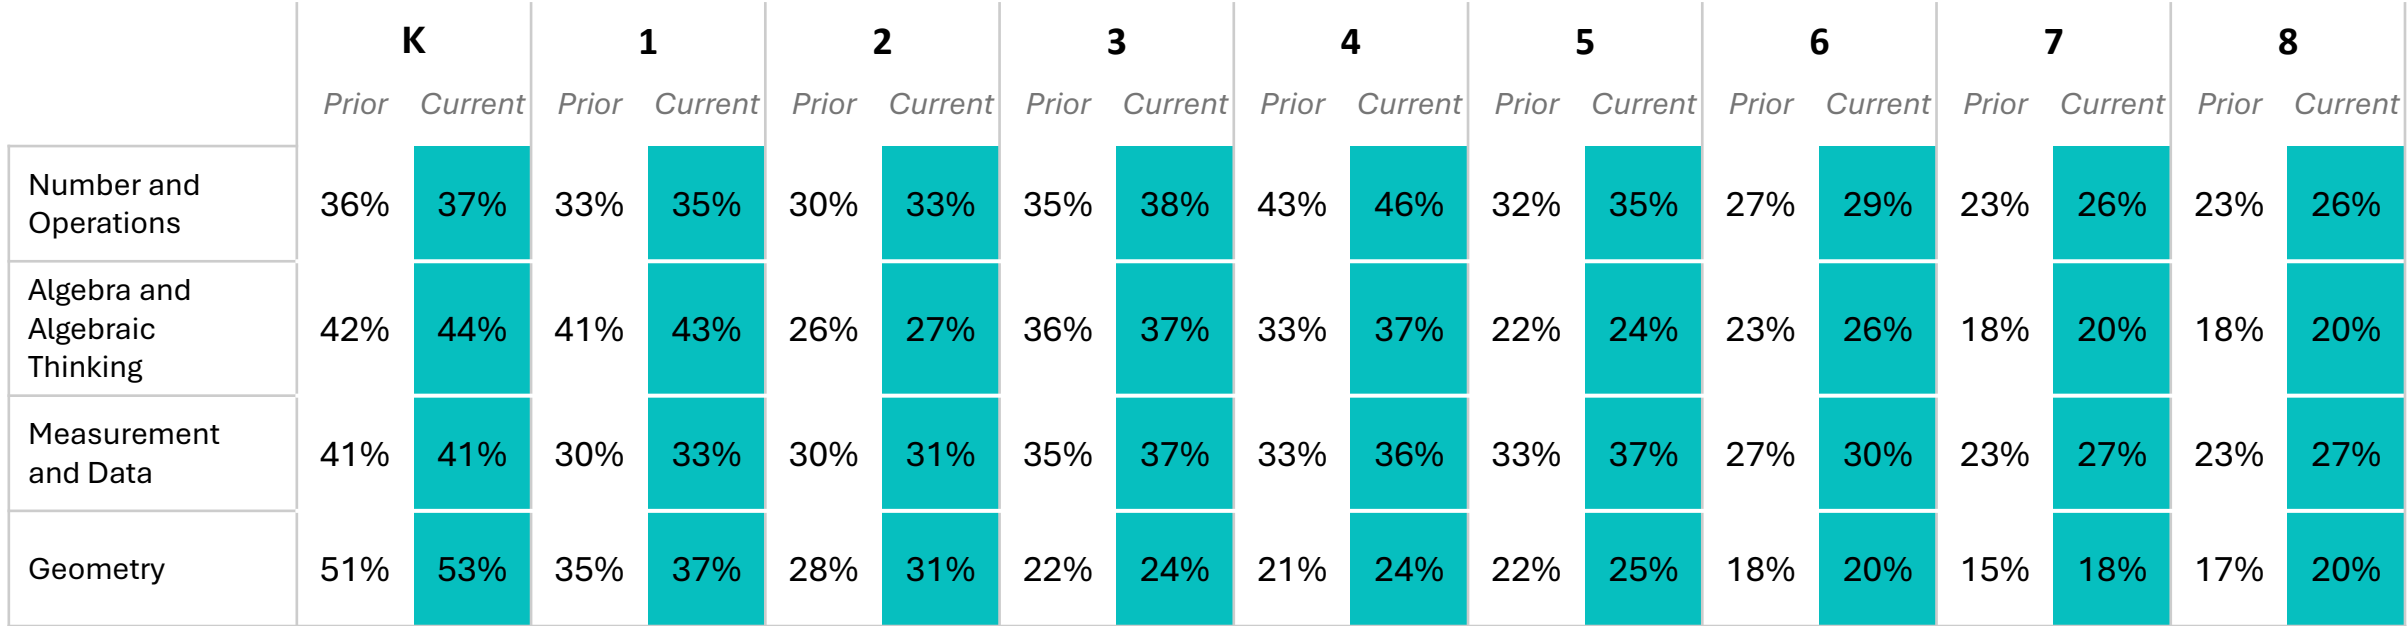 K 1 2 3 4 5 6 7 8
Prior Current Prior Current Prior Current Prior Current Prior Current Prior Current Prior Current Prior Current Prior Current
Number and
Operations
36% 37% 33% 35% 30% 33% 35% 38% 43% 46% 32% 35% 27% 29% 23% 26% 23% 26%
Algebra and
Algebraic
Thinking
42% 44% 41% 43% 26% 27% 36% 37% 33% 37% 22% 24% 23% 26% 18% 20% 18% 20%
Measurement
and Data
41% 41% 30% 33% 30% 31% 35% 37% 33% 36% 33% 37% 27% 30% 23% 27% 23% 27%
Geometry
51% 53% 35% 37% 28% 31% 22% 24% 21% 24% 22% 25% 18% 20% 15% 18% 17% 20%